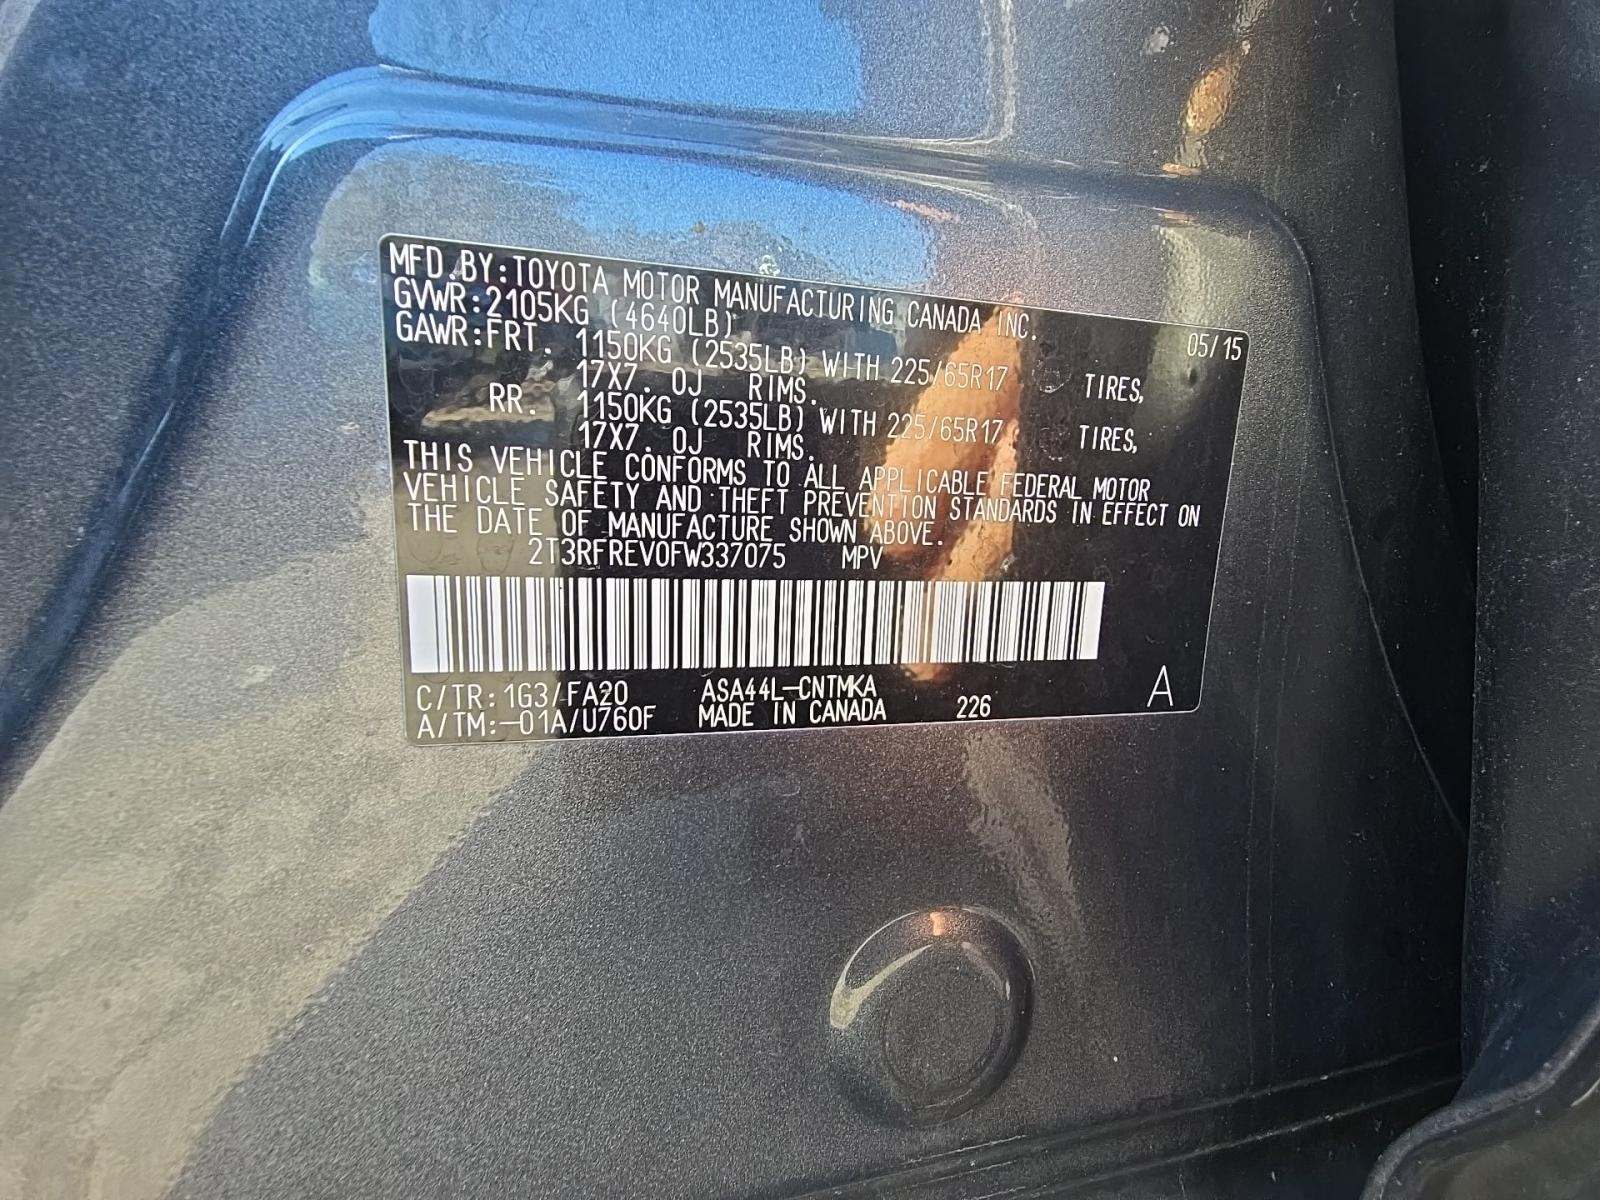 MFD.BY:TOYOTA MOTOR MANUFACTURING CANADA INC.
GVWR:2105KG (4640LB) 05/15
GAWR:FRT. 1150KG (2535LB) WITH 225/65R17 TIRES,
17X7.0J RIMS.
RR. 1150KG (2535LB) WITH 225/65R17 TIRES,
17X7.0J RIMS.
THIS VEHICLE CONFORMS TO ALL APPLICABLE FEDERAL MOTOR
VEHICLE SAFETY AND THEFT PREVENTION STANDARDS IN EFFECT ON
THE DATE OF MANUFACTURE SHOWN ABOVE.
2T3RFREV0FW337075 MPV
C/TR:1G3/FA20 ASA44L-CNTMKA
A/TM:-01A/U760F MADE IN CANADA 226 A